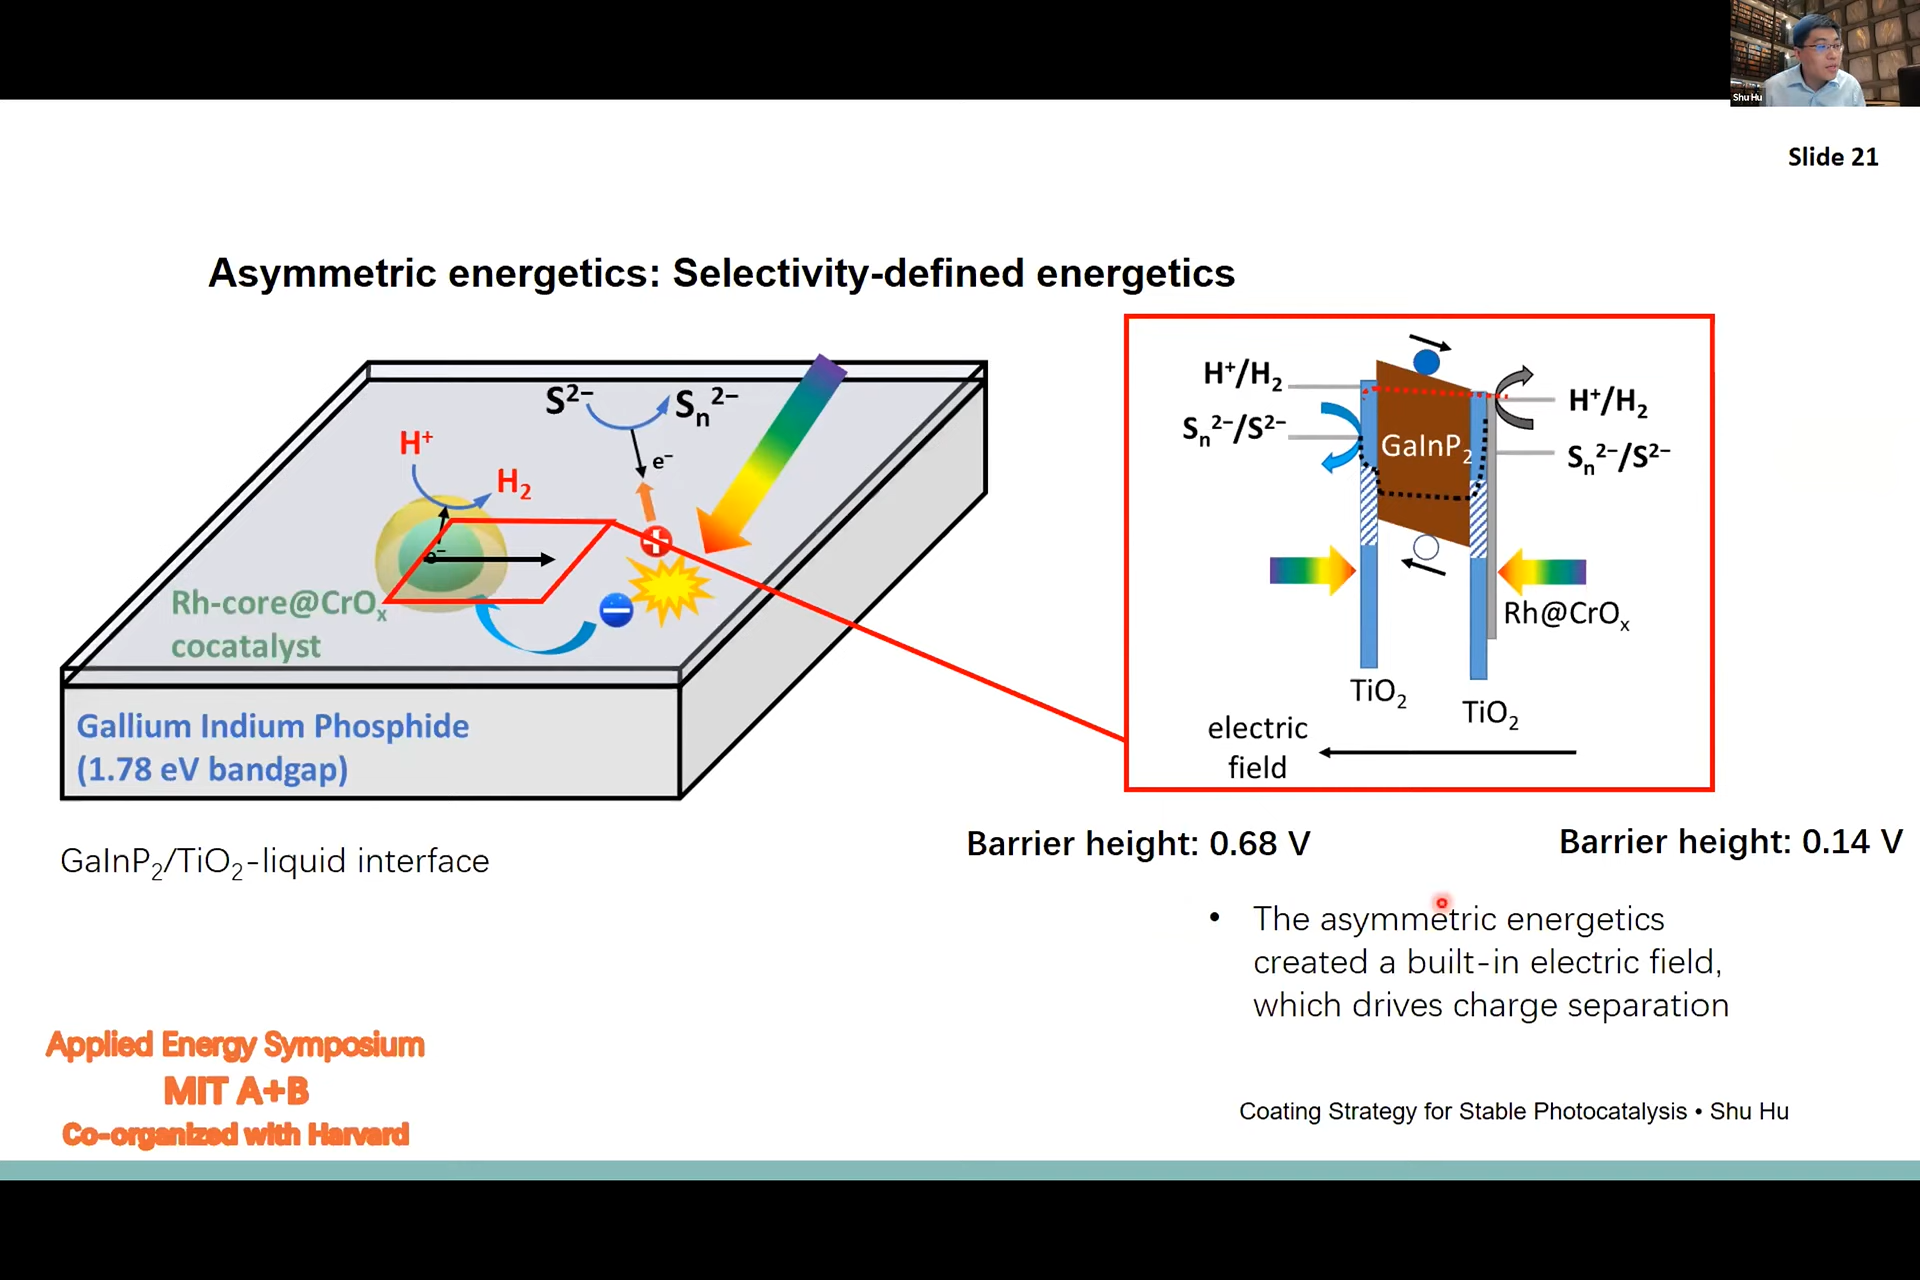 Shu Hu
Slide 21
Asymmetric energetics: Selectivity-defined energetics
S²⁻
Sₙ²⁻
e⁻
H⁺
H₂
e⁻
Rh-core@CrOₓ
cocatalyst
Gallium Indium Phosphide
(1.78 eV bandgap)
GaInP₂/TiO₂-liquid interface
H⁺/H₂
Sₙ²⁻/S²⁻
GaInP₂
H⁺/H₂
Sₙ²⁻/S²⁻
Rh@CrOₓ
TiO₂
TiO₂
electric
field
Barrier height: 0.68 V
Barrier height: 0.14 V
• The asymmetric energetics
created a built-in electric field,
which drives charge separation
Applied Energy Symposium
MIT A+B
Co-organized with Harvard
Coating Strategy for Stable Photocatalysis • Shu Hu